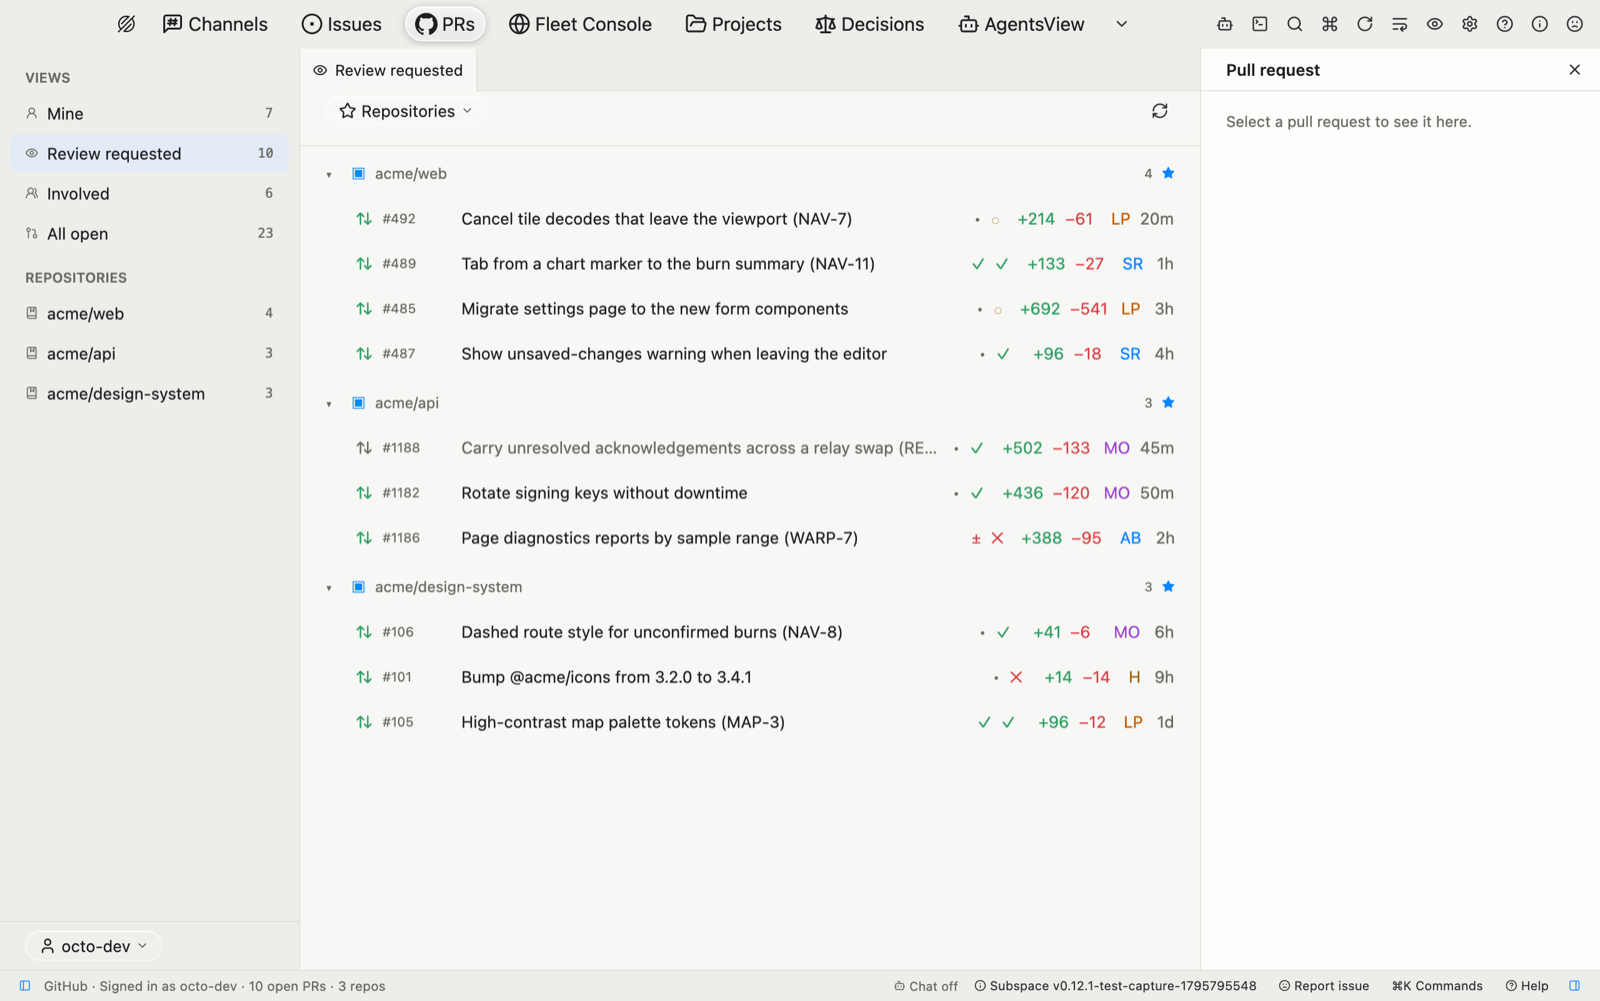 Channels Issues PRs Fleet Console Projects Decisions AgentsView
VIEWS
Mine 7
Review requested 10
Involved 6
All open 23
REPOSITORIES
acme/web 4
acme/api 3
acme/design-system 3
octo-dev
Review requested
Repositories
acme/web 4
#492 Cancel tile decodes that leave the viewport (NAV-7) +214 −61 LP 20m
#489 Tab from a chart marker to the burn summary (NAV-11) +133 −27 SR 1h
#485 Migrate settings page to the new form components +692 −541 LP 3h
#487 Show unsaved-changes warning when leaving the editor +96 −18 SR 4h
acme/api 3
#1188 Carry unresolved acknowledgements across a relay swap (RE... +502 −133 MO 45m
#1182 Rotate signing keys without downtime +436 −120 MO 50m
#1186 Page diagnostics reports by sample range (WARP-7) ± +388 −95 AB 2h
acme/design-system 3
#106 Dashed route style for unconfirmed burns (NAV-8) +41 −6 MO 6h
#101 Bump @acme/icons from 3.2.0 to 3.4.1 +14 −14 H 9h
#105 High-contrast map palette tokens (MAP-3) +96 −12 LP 1d
Pull request
Select a pull request to see it here.
GitHub · Signed in as octo-dev · 10 open PRs · 3 repos Chat off Subspace v0.12.1-test-capture-1795795548 Report issue ⌘K Commands Help